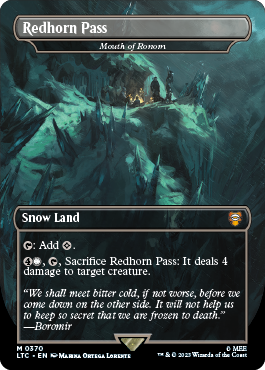 Redhorn Pass
Mouth of Ronom
Snow Land
: Add .
4, , Sacrifice Redhorn Pass: It deals 4
damage to target creature.
“We shall meet bitter cold, if not worse, before we
come down on the other side. It will not help us
to keep so secret that we are frozen to death.”
—Boromir
M 0370
LTC • EN Marina Ortega Lorente
& MEE
™ & © 2023 Wizards of the Coast